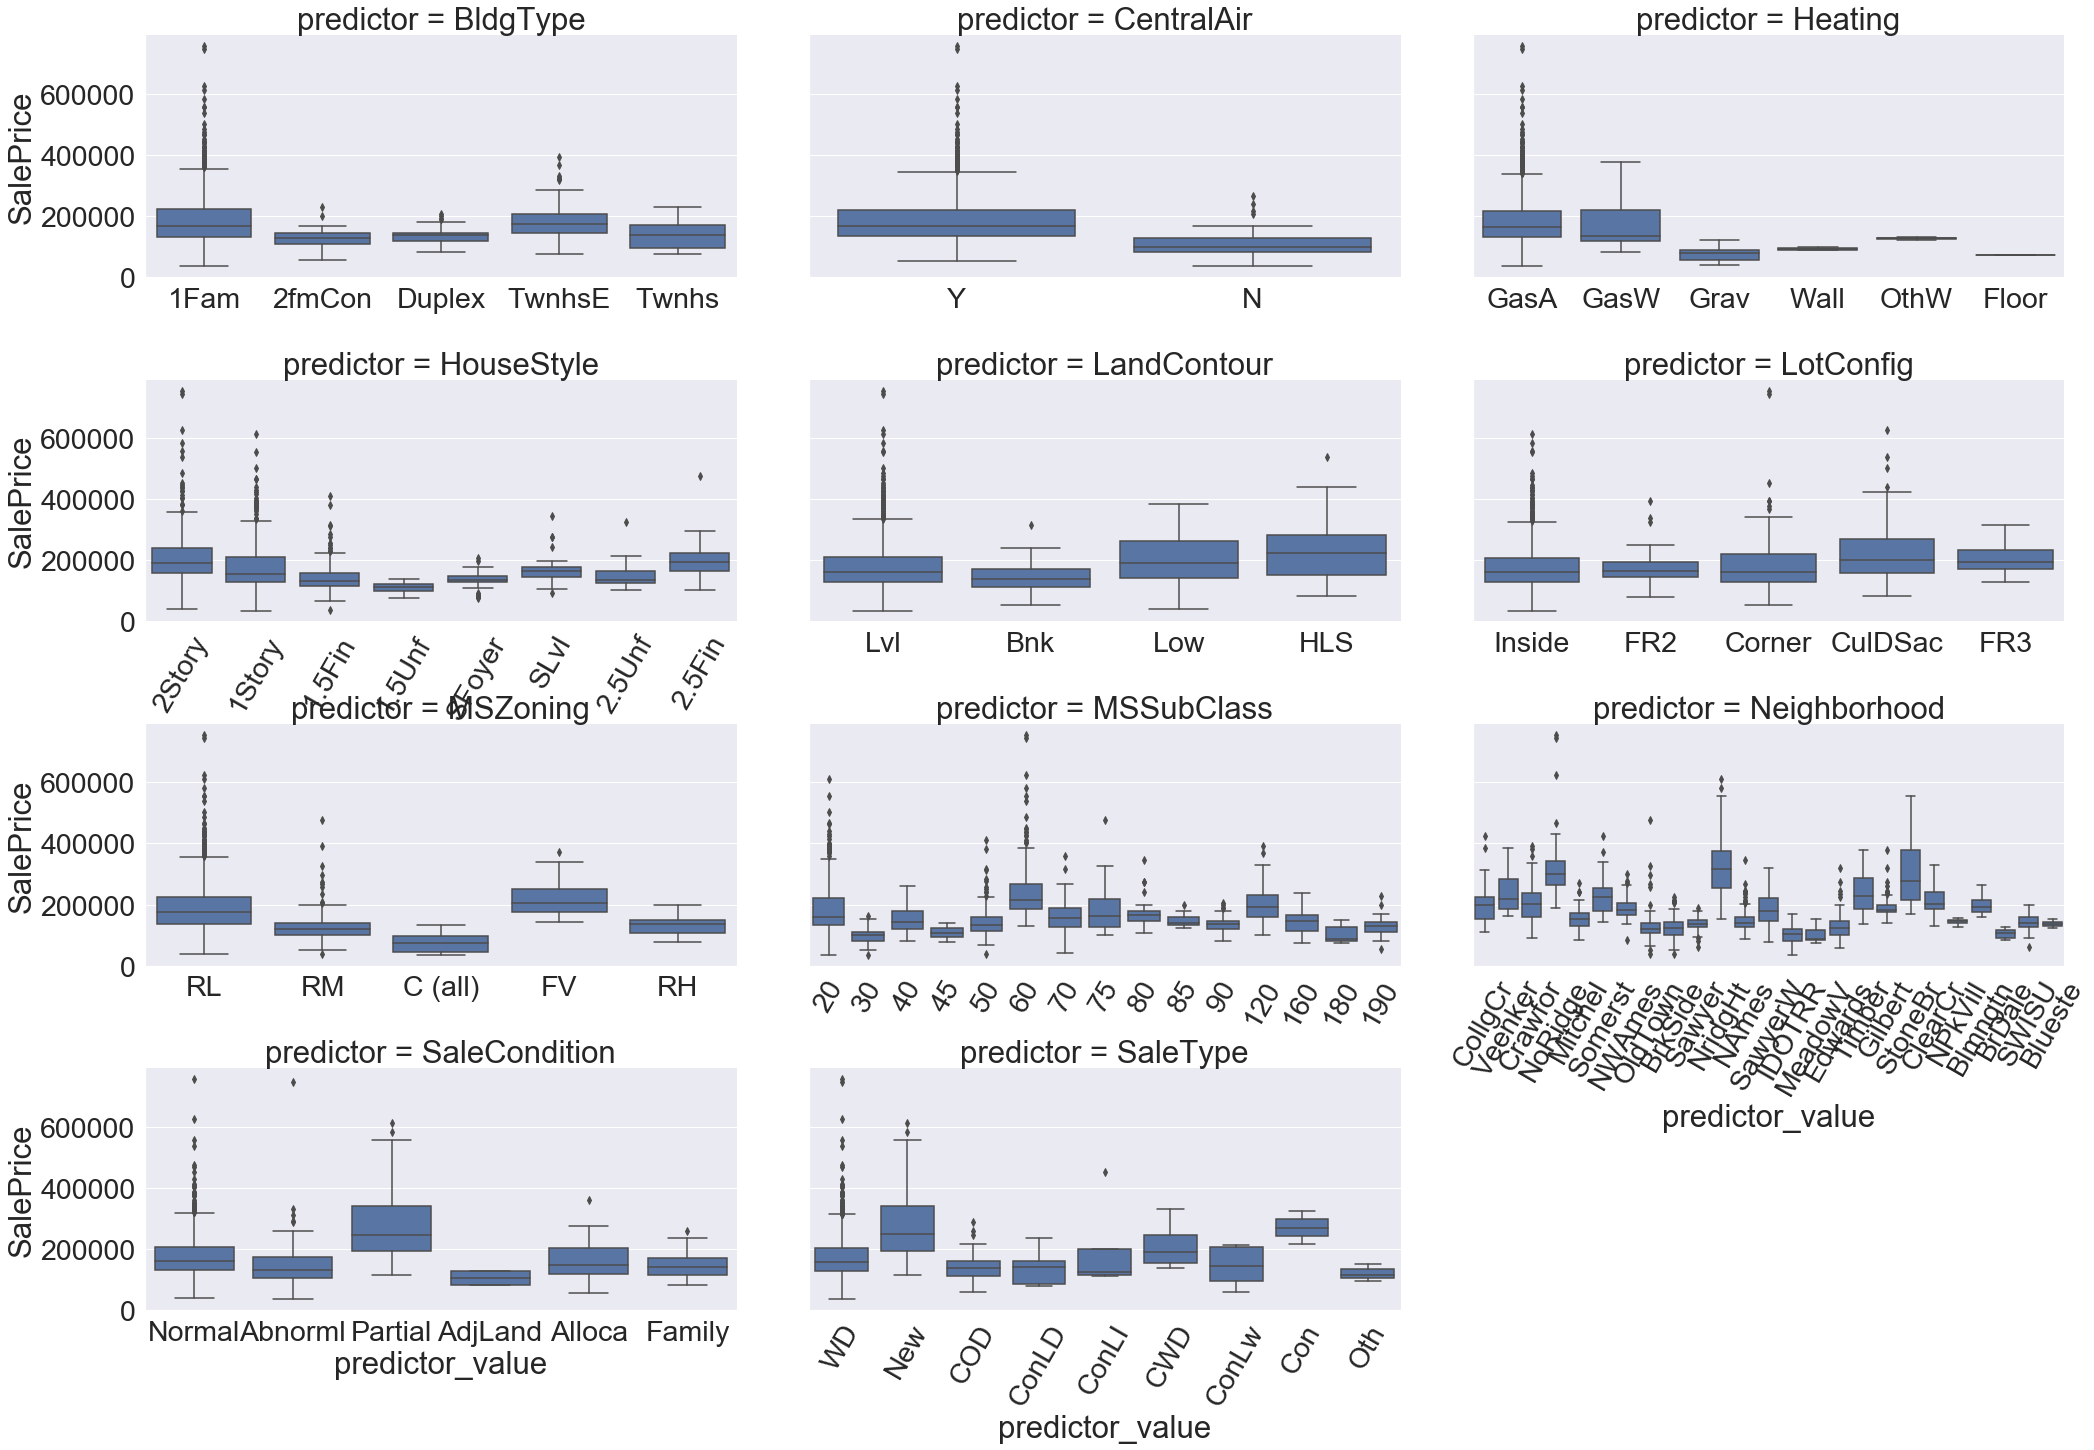 predictor = BldgType
predictor = CentralAir
predictor = Heating
SalePrice
600000
400000
200000
0
1Fam 2fmCon Duplex TwnhsE Twnhs
Y N
GasA GasW Grav Wall OthW Floor
predictor = HouseStyle
predictor = LandContour
predictor = LotConfig
SalePrice
600000
400000
200000
0
2Story 1Story 1.5Fin 1.5Unf SFoyer SLvl 2.5Unf 2.5Fin
Lvl Bnk Low HLS
Inside FR2 Corner CulDSac FR3
predictor = MSZoning
predictor = MSSubClass
predictor = Neighborhood
SalePrice
600000
400000
200000
0
RL RM C (all) FV RH
20 30 40 45 50 60 70 75 80 85 90 120 160 180 190
CollgCr Veenker Crawfor NoRidge Mitchel Somerst NWAmes OldTown BrkSide Sawyer NridgHt NAmes SawyerW IDOTRR MeadowV Edwards Timber Gilbert StoneBr ClearCr NPkVill Blmngtn BrDale SWISU Blueste
predictor_value
predictor = SaleCondition
predictor = SaleType
SalePrice
600000
400000
200000
0
Normal Abnorml Partial AdjLand Alloca Family
predictor_value
WD New COD ConLD ConLI CWD ConLw Con Oth
predictor_value